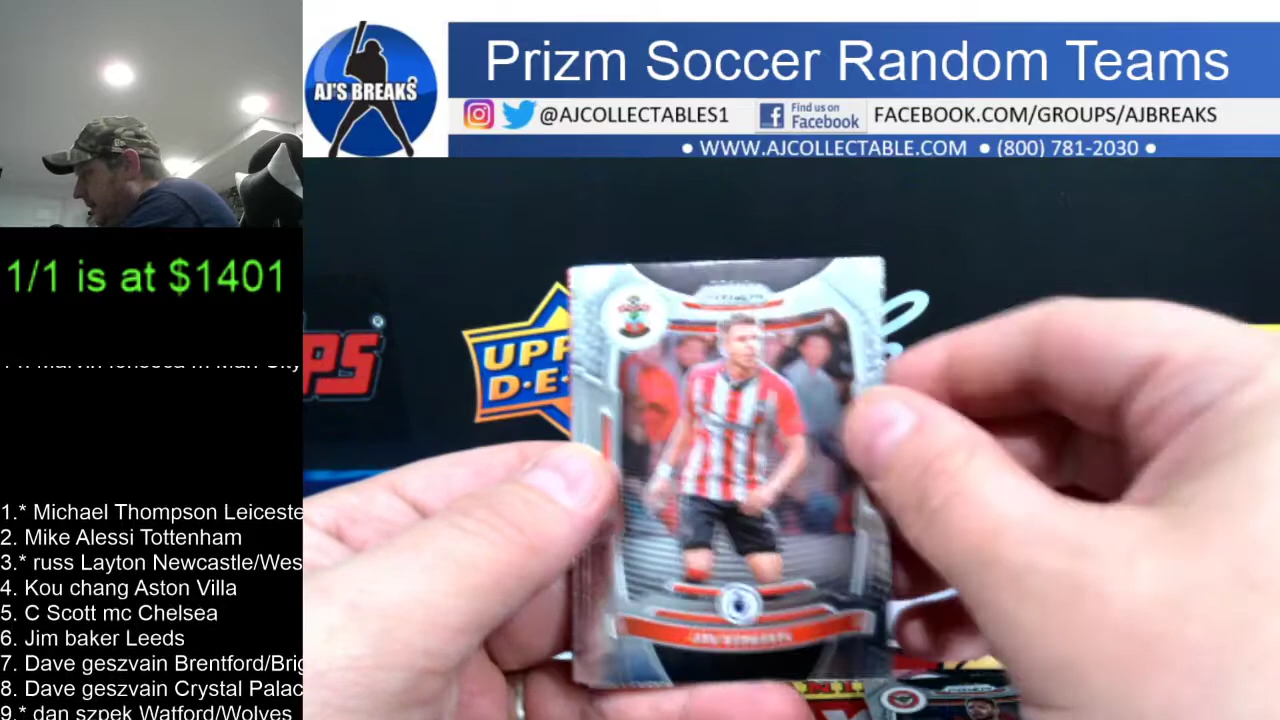 Prizm Soccer Random Teams
AJ'S BREAKS
@AJCOLLECTABLES1
Find us on
Facebook
FACEBOOK.COM/GROUPS/AJBREAKS
• WWW.AJCOLLECTABLE.COM • (800) 781-2030 •
1/1 is at $1401
1.* Michael Thompson Leiceste
2. Mike Alessi Tottenham
3.* russ Layton Newcastle/Wes
4. Kou chang Aston Villa
5. C Scott mc Chelsea
6. Jim baker Leeds
7. Dave geszvain Brentford/Brig
8. Dave geszvain Crystal Palac
9.* dan szpek Watford/Wolves
PS
UPP
D•E